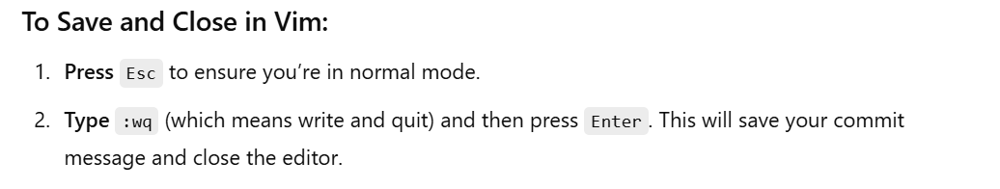 To Save and Close in Vim:
1. Press Esc to ensure you’re in normal mode.
2. Type :wq (which means write and quit) and then press Enter. This will save your commit
message and close the editor.